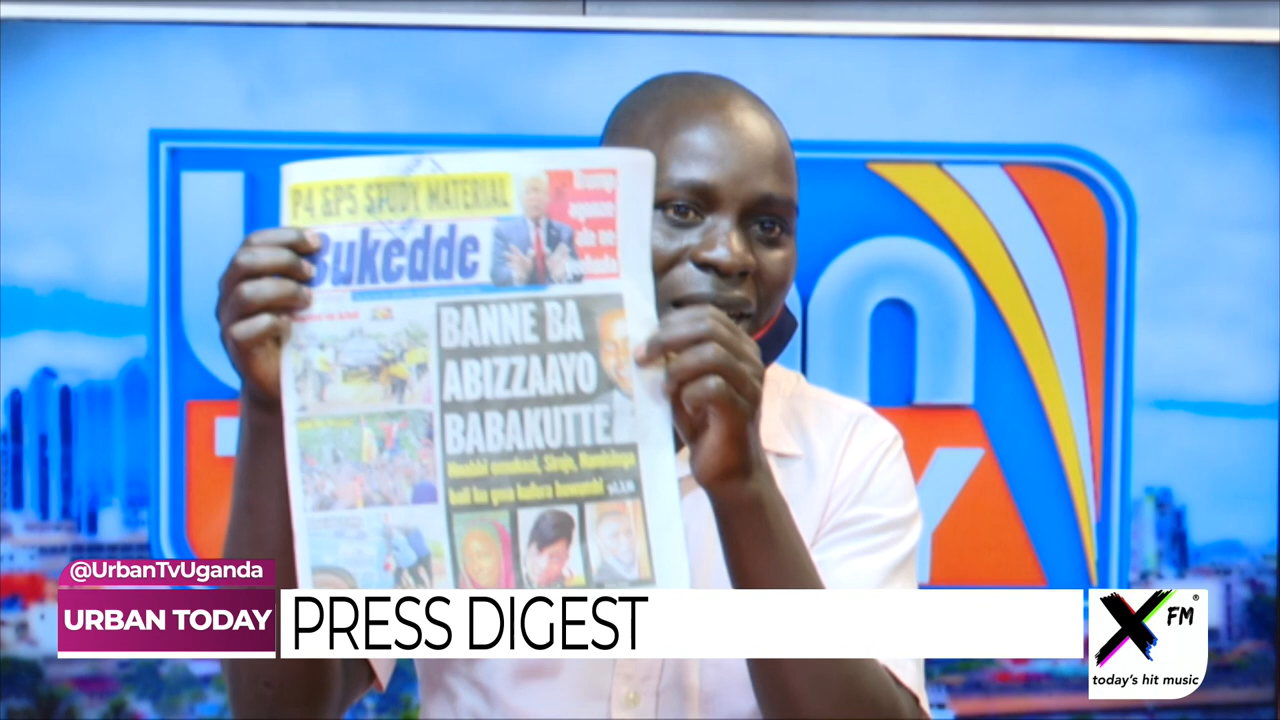 P4 & P5 STUDY MATERIAL
Bukedde
BANNE BA
ABIZZAAYO
BABAKUTTE
@UrbanTvUganda
URBAN TODAY
PRESS DIGEST
X FM®
today's hit music